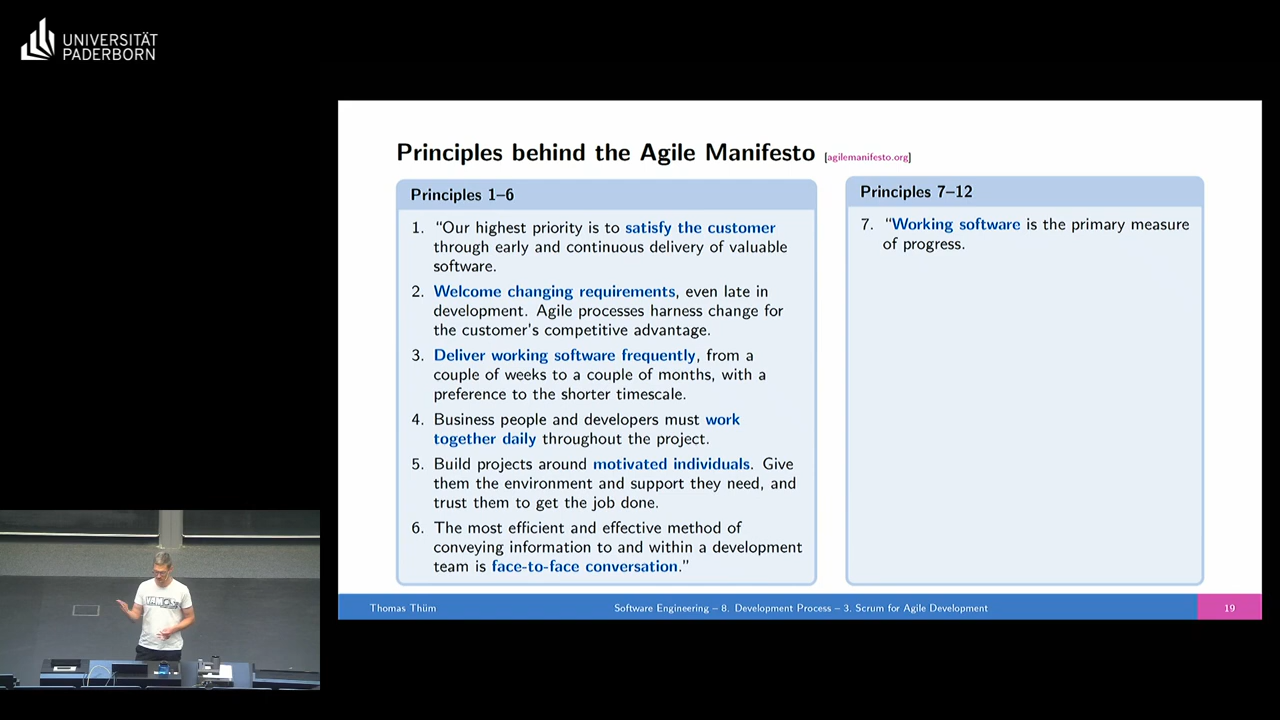 UNIVERSITÄT
PADERBORN
Principles behind the Agile Manifesto [agilemanifesto.org]
Principles 1–6
1. “Our highest priority is to satisfy the customer
through early and continuous delivery of valuable
software.
2. Welcome changing requirements, even late in
development. Agile processes harness change for
the customer's competitive advantage.
3. Deliver working software frequently, from a
couple of weeks to a couple of months, with a
preference to the shorter timescale.
4. Business people and developers must work
together daily throughout the project.
5. Build projects around motivated individuals. Give
them the environment and support they need, and
trust them to get the job done.
6. The most efficient and effective method of
conveying information to and within a development
team is face-to-face conversation.”
Principles 7–12
7. “Working software is the primary measure
of progress.
Thomas Thüm
Software Engineering – 8. Development Process – 3. Scrum for Agile Development
19